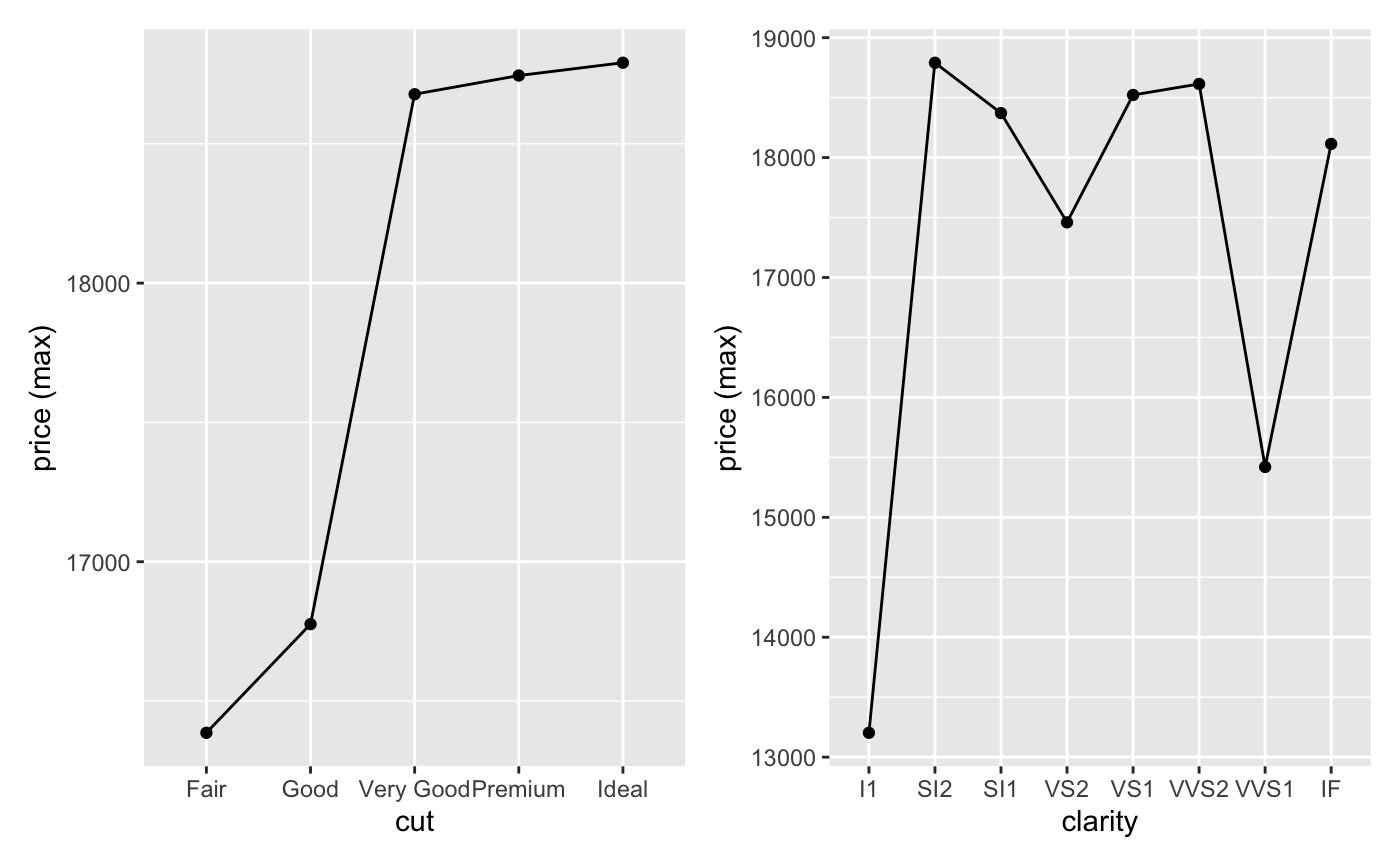 price (max)
18000
17000
Fair Good Very Good Premium Ideal
cut
price (max)
19000
18000
17000
16000
15000
14000
13000
I1 SI2 SI1 VS2 VS1 VVS2 VVS1 IF
clarity